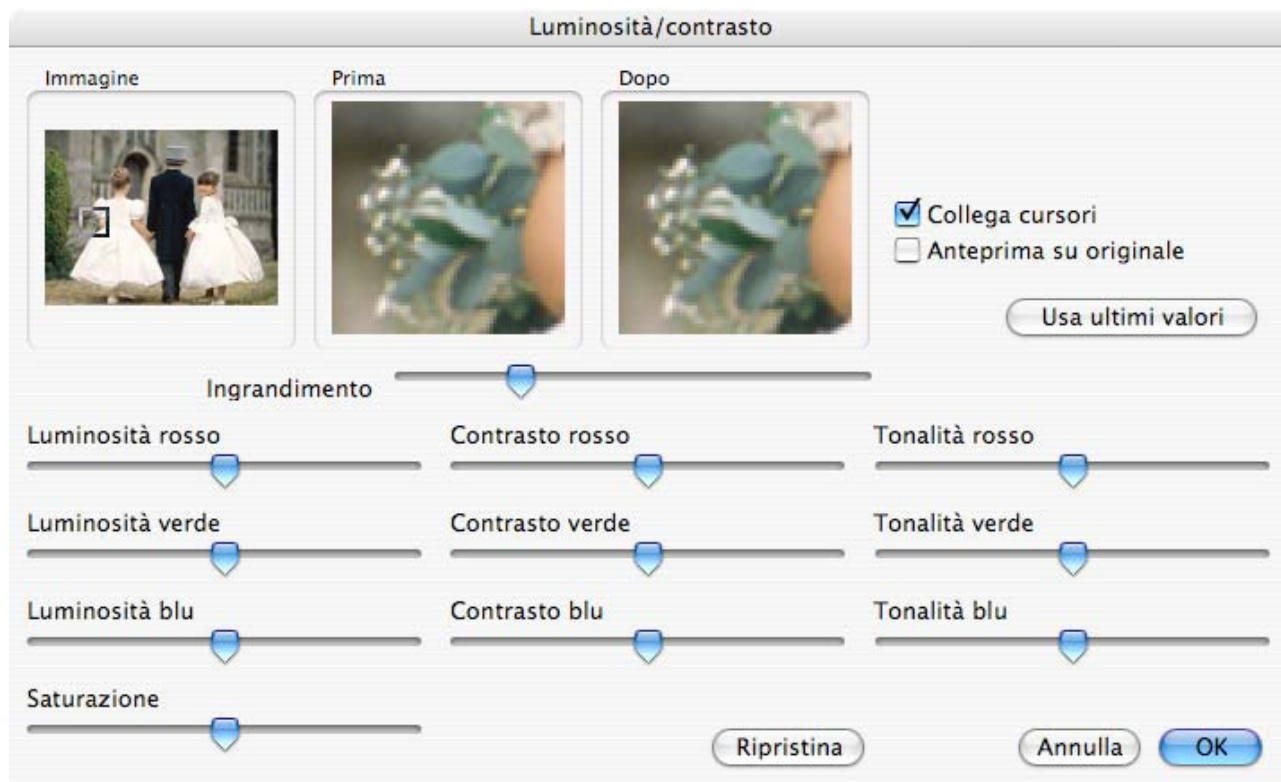 Luminosità/contrasto
Immagine
Prima
Dopo
Collega cursori
Anteprima su originale
Usa ultimi valori
Ingrandimento
Luminosità rosso
Contrasto rosso
Tonalità rosso
Luminosità verde
Contrasto verde
Tonalità verde
Luminosità blu
Contrasto blu
Tonalità blu
Saturazione
Ripristina
Annulla
OK